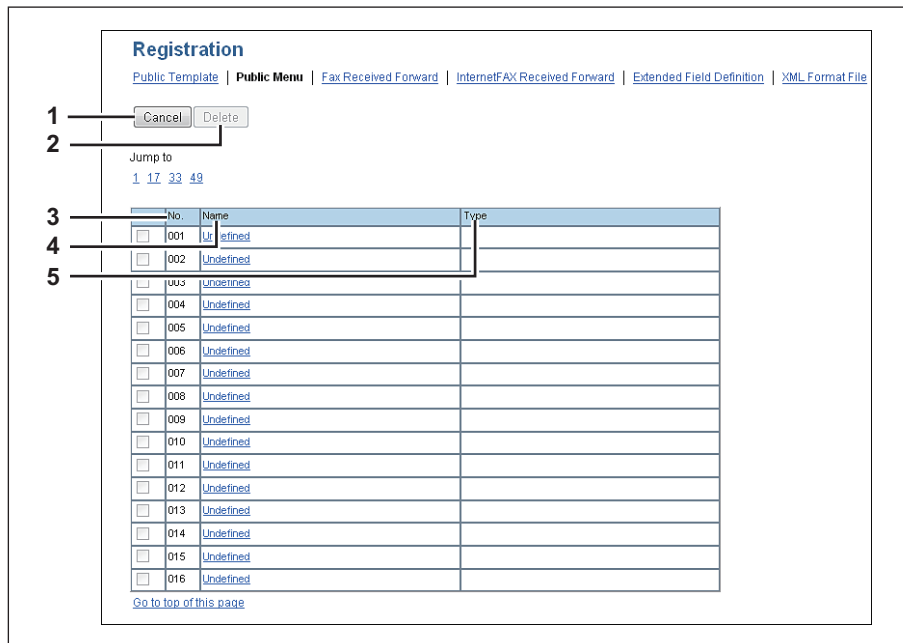 Registration
Public Template | Public Menu | Fax Received Forward | InternetFAX Received Forward | Extended Field Definition | XML Format File
1 Cancel Delete
2
Jump to
1 17 33 49
3 No. Name Type
001 Undefined
4
002 Undefined
5
003 Undefined
004 Undefined
005 Undefined
006 Undefined
007 Undefined
008 Undefined
009 Undefined
010 Undefined
011 Undefined
012 Undefined
013 Undefined
014 Undefined
015 Undefined
016 Undefined
Go to top of this page